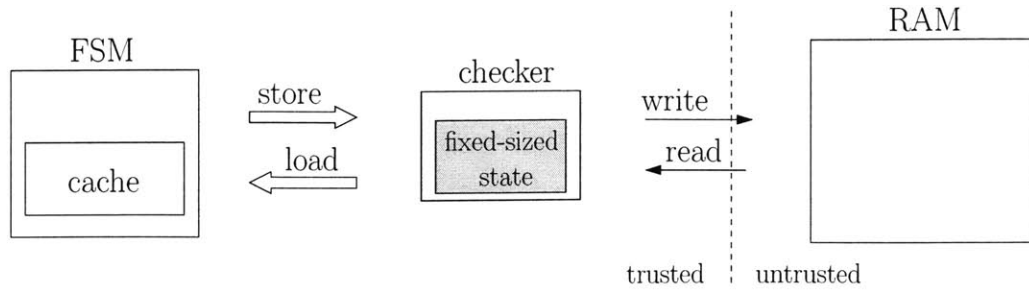 FSM
cache
store
load
checker
fixed-sized
state
write
read
RAM
trusted
untrusted